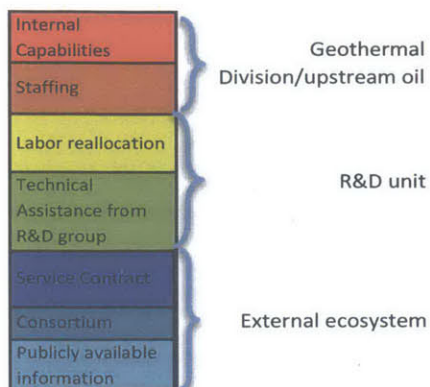 Internal
Capabilities
Staffing
Labor reallocation
Technical
Assistance from
R&D group
Service Contract
Consortium
Publicly available
information
Geothermal
Division/upstream oil
R&D unit
External ecosystem